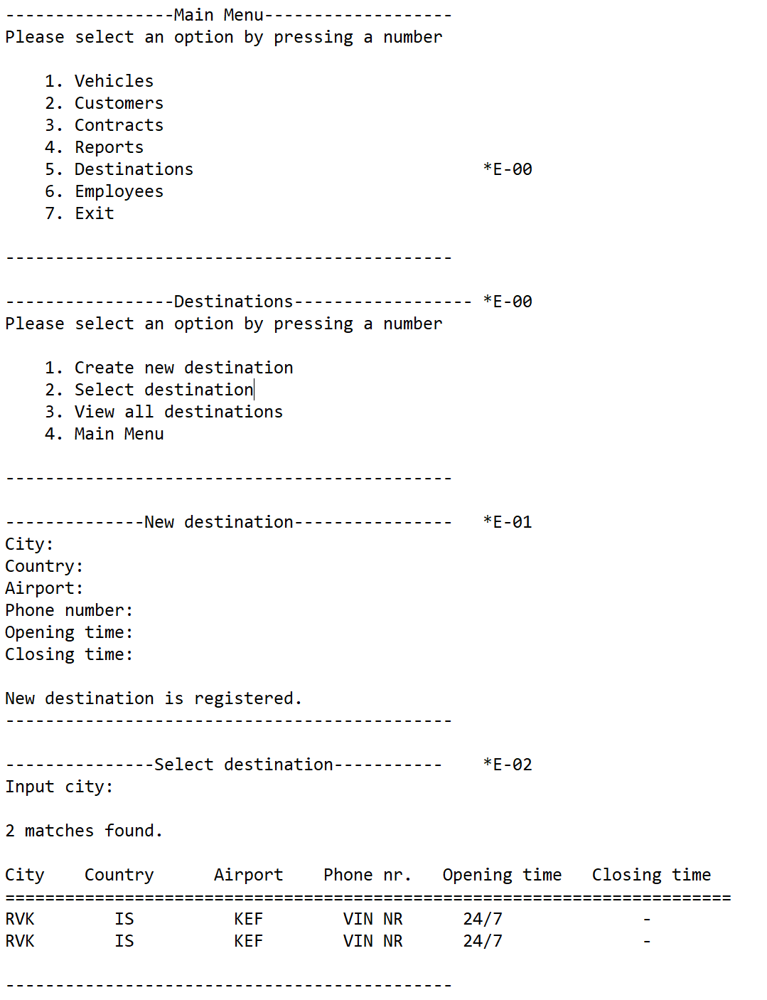 -----------------Main Menu-------------------
Please select an option by pressing a number

    1. Vehicles
    2. Customers
    3. Contracts
    4. Reports
    5. Destinations                             *E-00
    6. Employees
    7. Exit

---------------------------------------------

-----------------Destinations------------------ *E-00
Please select an option by pressing a number

    1. Create new destination
    2. Select destination
    3. View all destinations
    4. Main Menu

---------------------------------------------

--------------New destination----------------   *E-01
City:
Country:
Airport:
Phone number:
Opening time:
Closing time:

New destination is registered.
---------------------------------------------

---------------Select destination-----------    *E-02
Input city:

2 matches found.

City    Country      Airport    Phone nr.   Opening time   Closing time
=========================================================================
RVK        IS          KEF        VIN NR      24/7              -
RVK        IS          KEF        VIN NR      24/7              -

---------------------------------------------